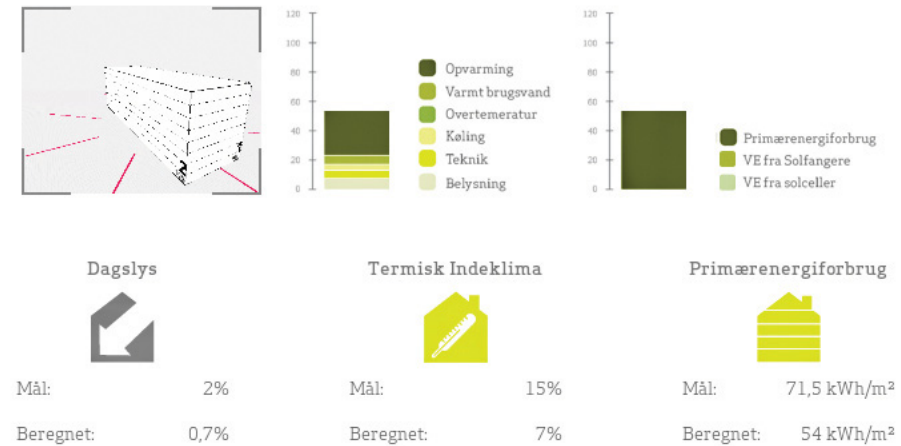 120
100
80
60
40
20
0
Opvarming
Varmt brugsvand
Overtemeratur
Køling
Teknik
Belysning
120
100
80
60
40
20
0
Primærenergiforbrug
VE fra Solfangere
VE fra solceller
Dagslys
Mål: 2%
Beregnet: 0,7%
Termisk Indeklima
Mål: 15%
Beregnet: 7%
Primærenergiforbrug
Mål: 71,5 kWh/m²
Beregnet: 54 kWh/m²